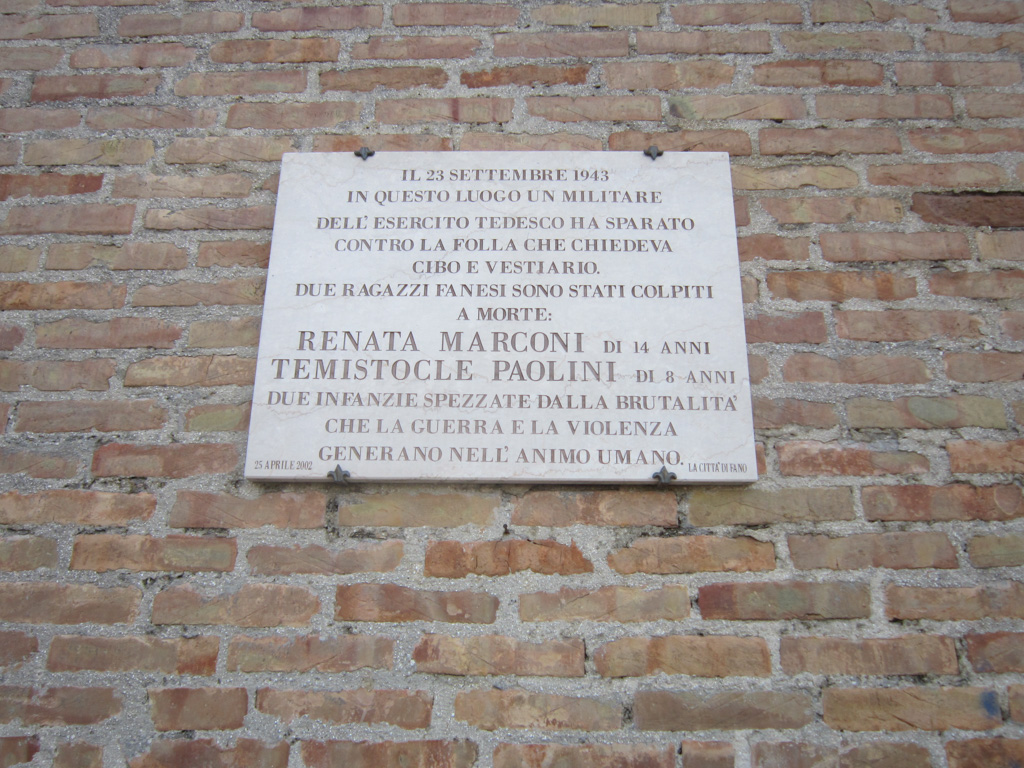 IL 23 SETTEMBRE 1943
IN QUESTO LUOGO UN MILITARE
DELL' ESERCITO TEDESCO HA SPARATO
CONTRO LA FOLLA CHE CHIEDEVA
CIBO E VESTIARIO.
DUE RAGAZZI FANESI SONO STATI COLPITI
A MORTE:
RENATA MARCONI DI 14 ANNI
TEMISTOCLE PAOLINI DI 8 ANNI
DUE INFANZIE SPEZZATE DALLA BRUTALITA'
CHE LA GUERRA E LA VIOLENZA
GENERANO NELL' ANIMO UMANO.
25 APRILE 2002 LA CITTA' DI FANO